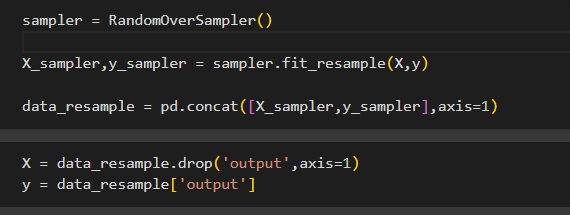 sampler = RandomOverSampler()
X_sampler,y_sampler = sampler.fit_resample(X,y)
data_resample = pd.concat([X_sampler,y_sampler],axis=1)
X = data_resample.drop('output',axis=1)
y = data_resample['output']